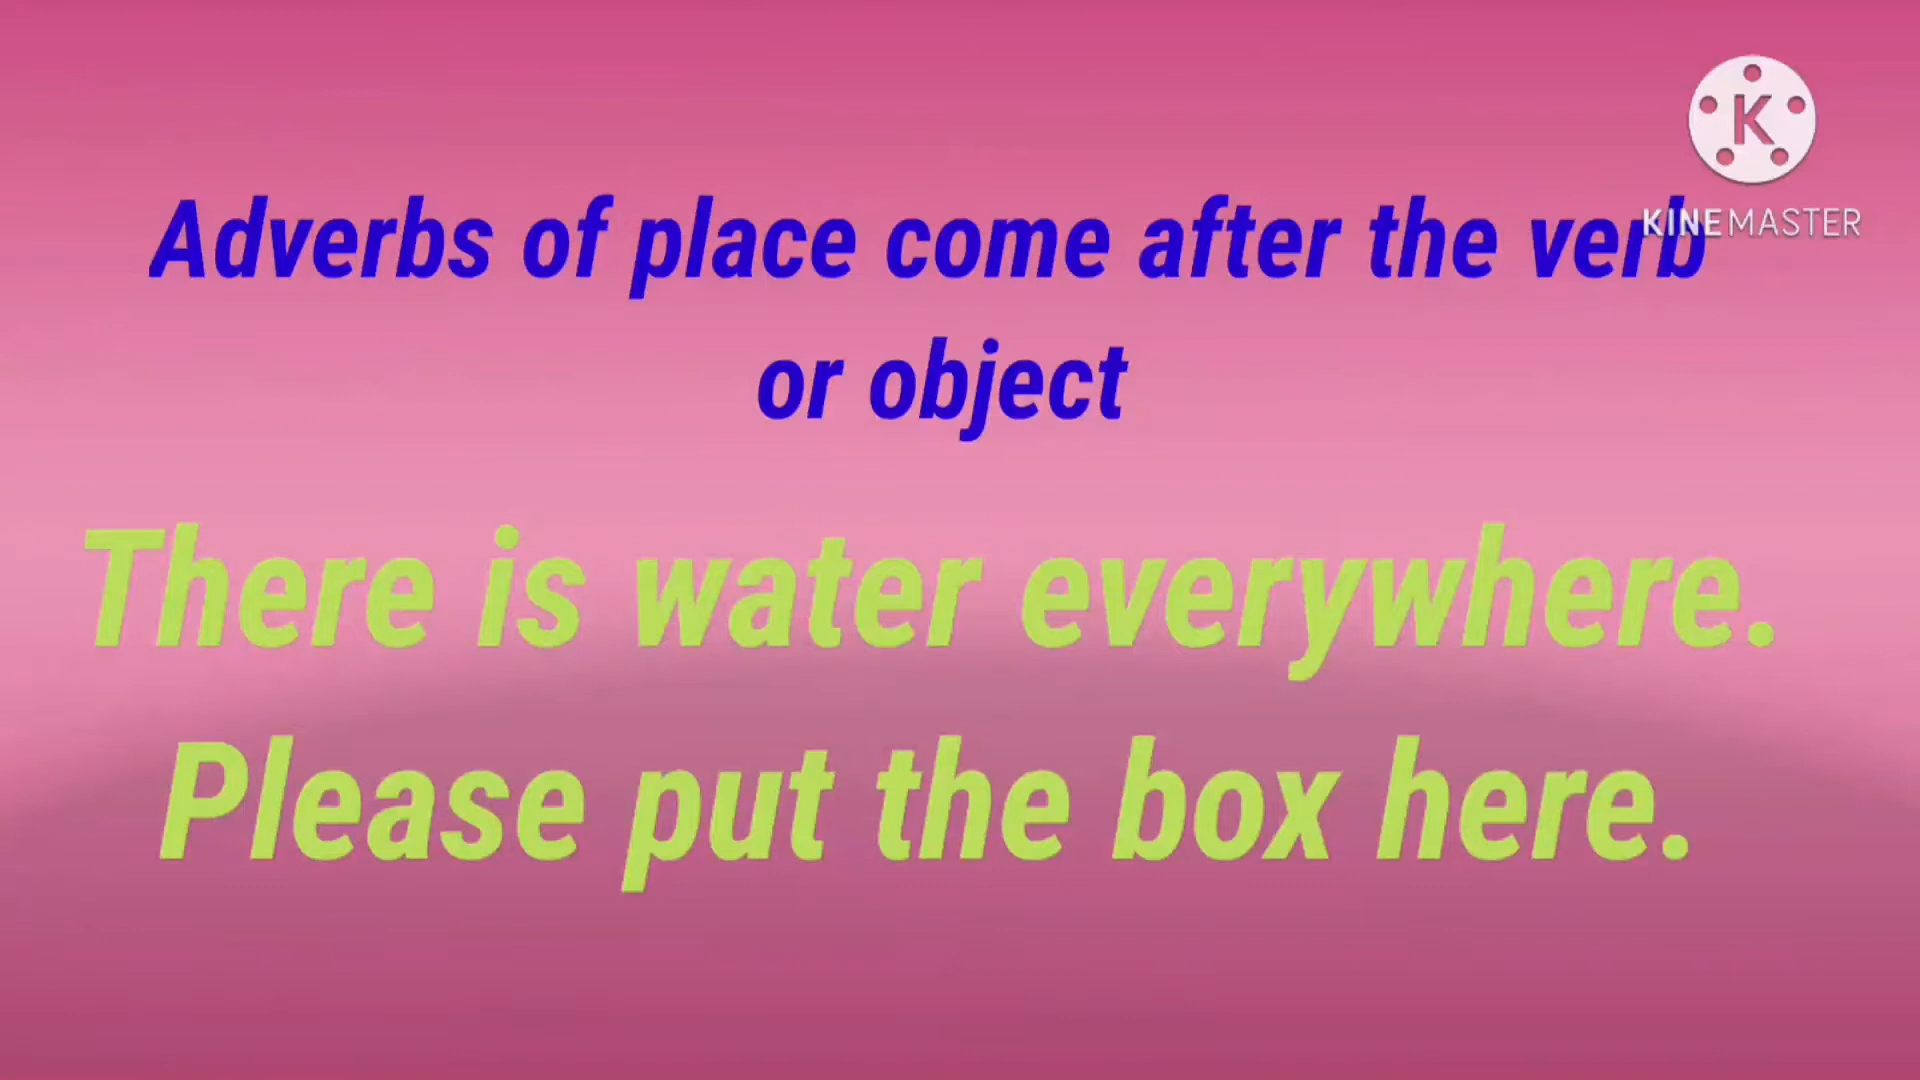 K
KINEMASTER
Adverbs of place come after the verb
or object
There is water everywhere.
Please put the box here.